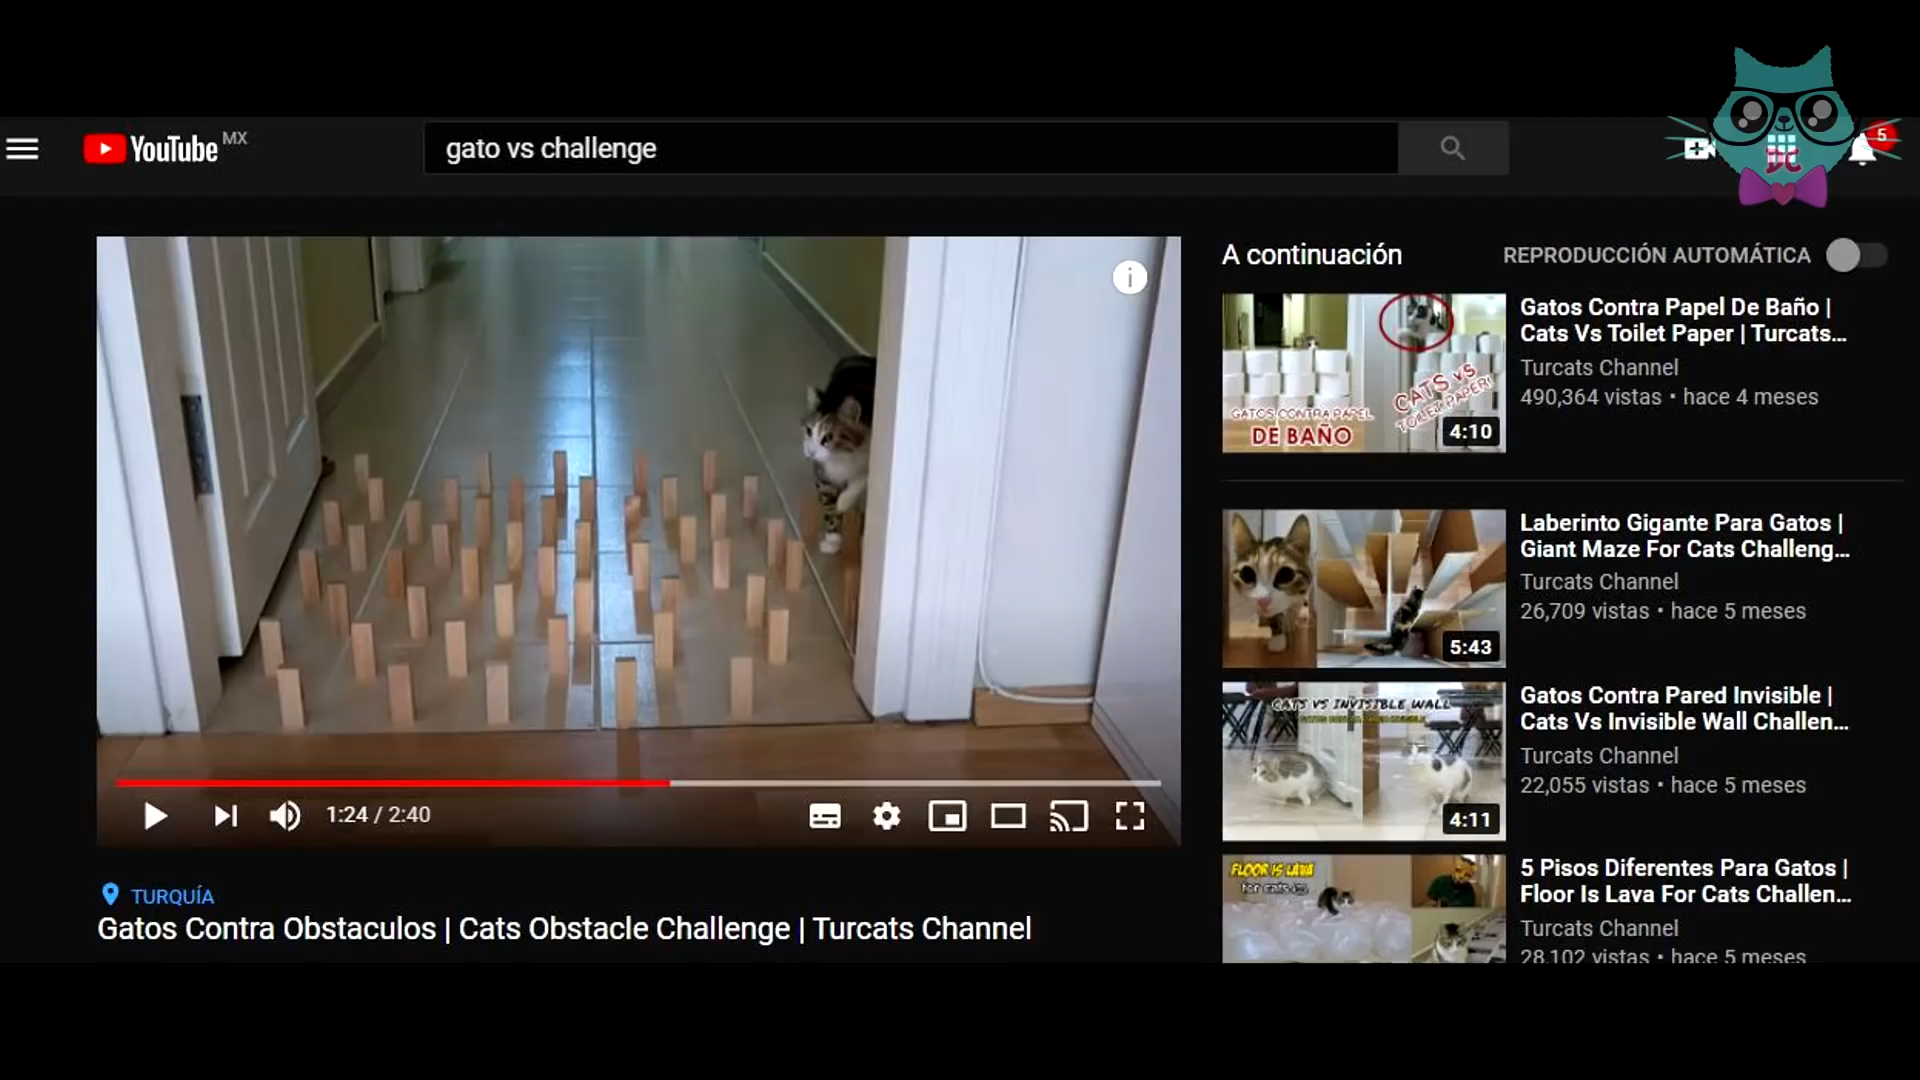 YouTube MX
gato vs challenge
5
A continuación
REPRODUCCIÓN AUTOMÁTICA
Gatos Contra Papel De Baño |
Cats Vs Toilet Paper | Turcats...
Turcats Channel
490,364 vistas • hace 4 meses
GATOS CONTRA PAPEL
DE BAÑO
CATS VS
TOILET PAPER!
4:10
Laberinto Gigante Para Gatos |
Giant Maze For Cats Challeng...
Turcats Channel
26,709 vistas • hace 5 meses
5:43
Gatos Contra Pared Invisible |
Cats Vs Invisible Wall Challen...
Turcats Channel
22,055 vistas • hace 5 meses
CATS VS INVISIBLE WALL
4:11
5 Pisos Diferentes Para Gatos |
Floor Is Lava For Cats Challen...
Turcats Channel
28,102 vistas • hace 5 meses
FLOOR IS LAVA
for cats
1:24 / 2:40
TURQUÍA
Gatos Contra Obstaculos | Cats Obstacle Challenge | Turcats Channel